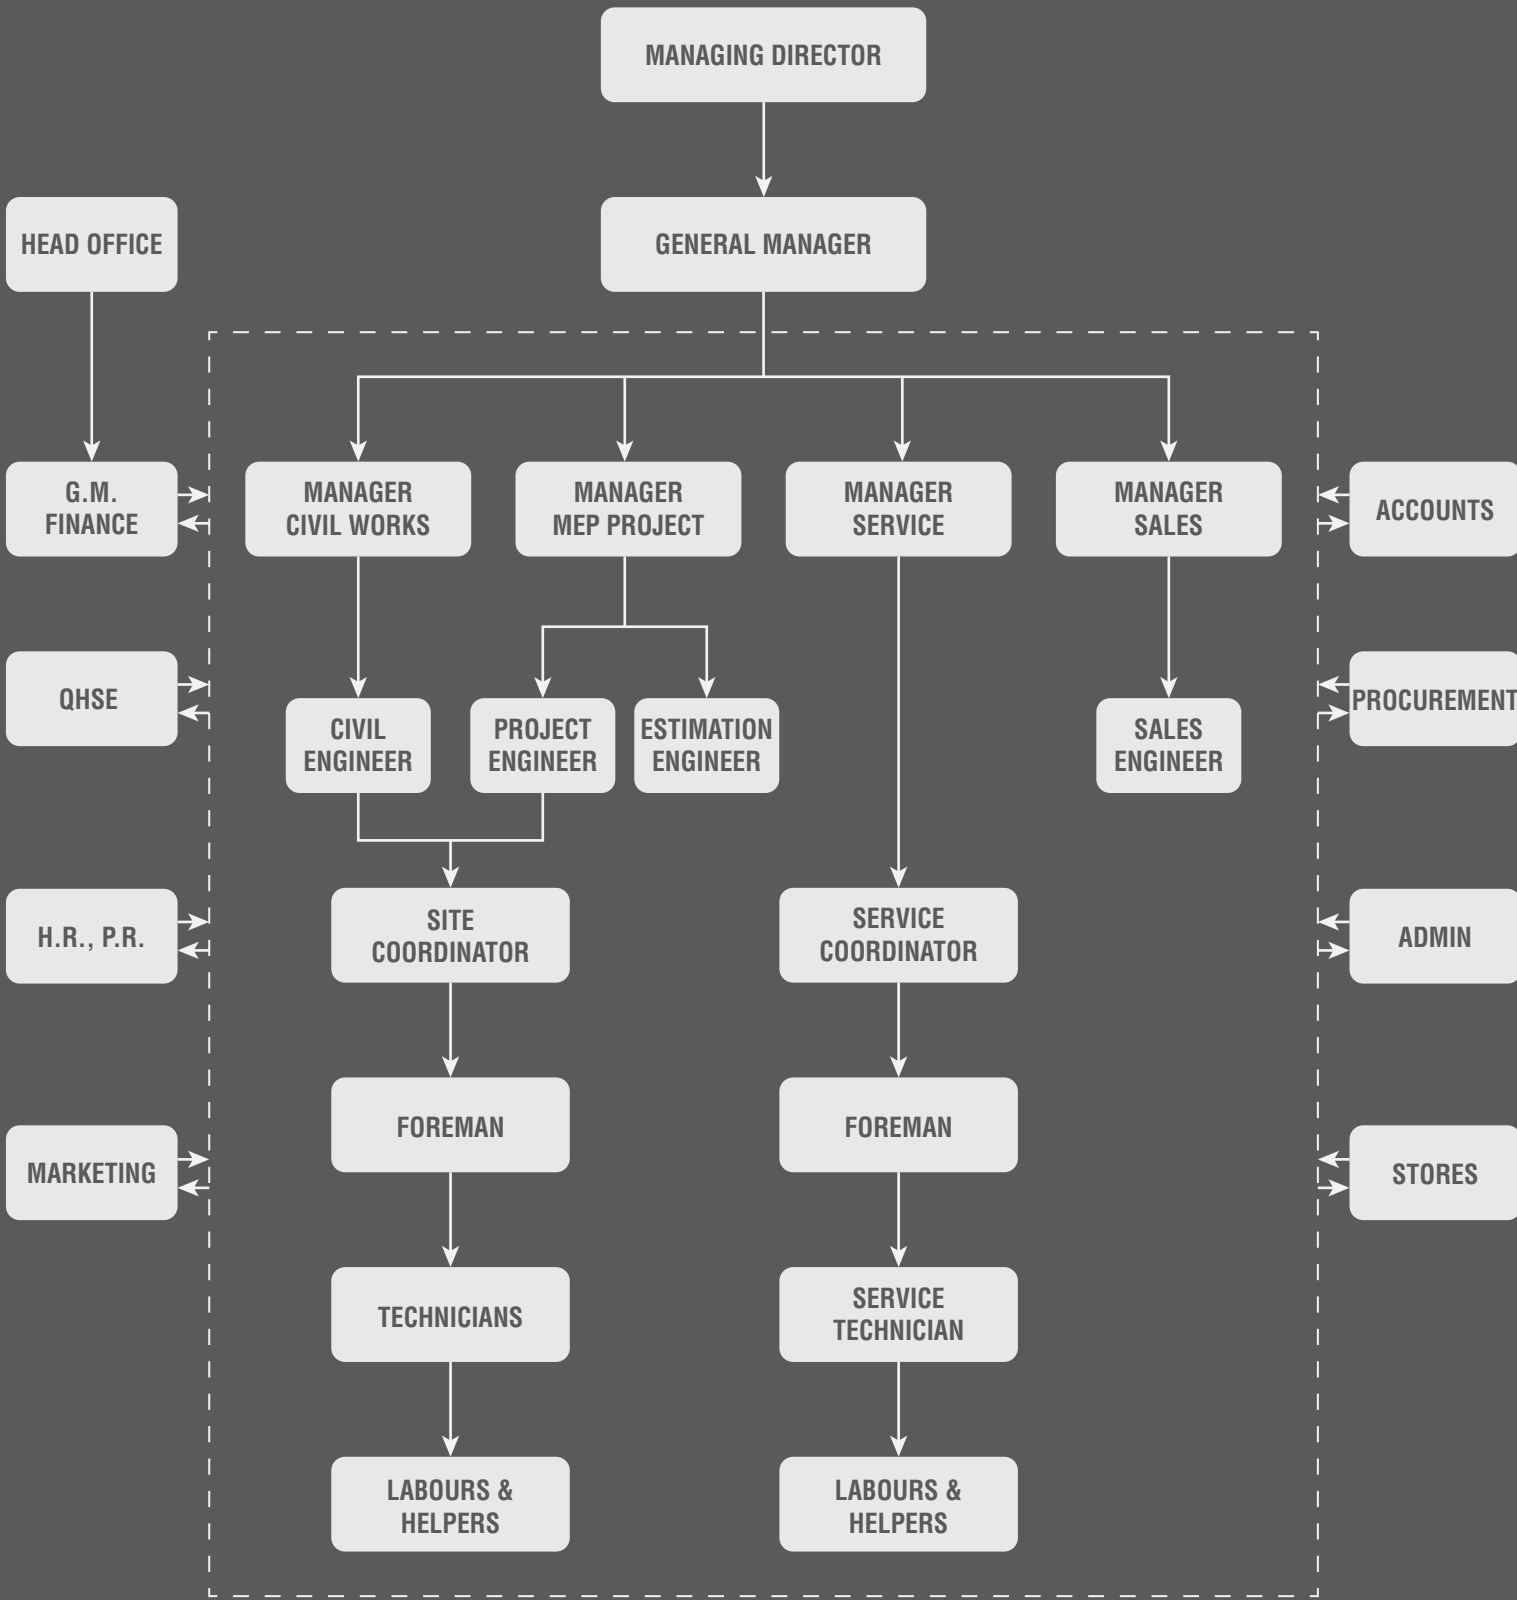 MANAGING DIRECTOR
HEAD OFFICE
GENERAL MANAGER
G.M.
FINANCE
MANAGER
CIVIL WORKS
MANAGER
MEP PROJECT
MANAGER
SERVICE
MANAGER
SALES
ACCOUNTS
QHSE
CIVIL
ENGINEER
PROJECT
ENGINEER
ESTIMATION
ENGINEER
SALES
ENGINEER
PROCUREMENT
H.R., P.R.
SITE
COORDINATOR
SERVICE
COORDINATOR
ADMIN
MARKETING
FOREMAN
FOREMAN
STORES
TECHNICIANS
SERVICE
TECHNICIAN
LABOURS &
HELPERS
LABOURS &
HELPERS